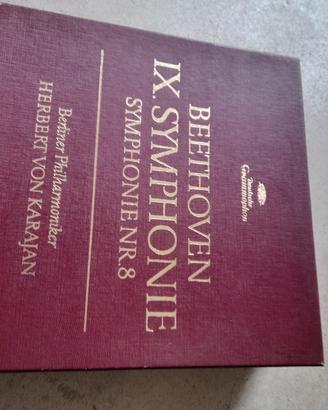 Deutsche
Grammophon
BEETHOVEN
IX. SYMPHONIE
SYMPHONIE NR. 8
Berliner Philharmoniker
HERBERT VON KARAJAN